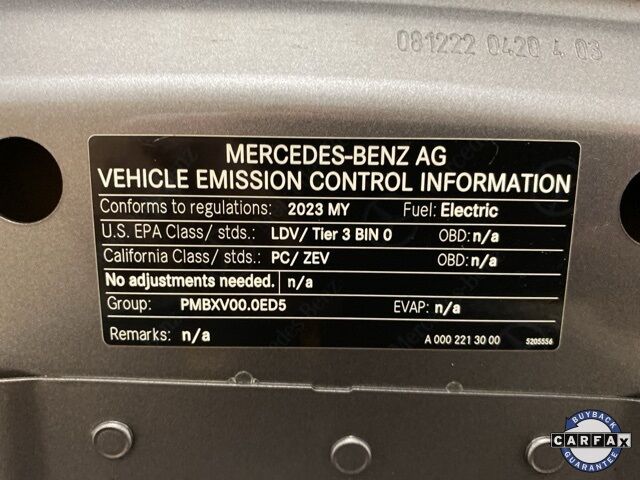 081222 0420 4 03
MERCEDES-BENZ AG
VEHICLE EMISSION CONTROL INFORMATION
Conforms to regulations: 2023 MY Fuel: Electric
U.S. EPA Class/ stds.: LDV/ Tier 3 BIN 0 OBD: n/a
California Class/ stds.: PC/ ZEV OBD: n/a
No adjustments needed. n/a
Group: PMBXV00.0ED5 EVAP: n/a
Remarks: n/a A 000 221 30 00 5205556
BUYBACK
CARFAX
GUARANTEE